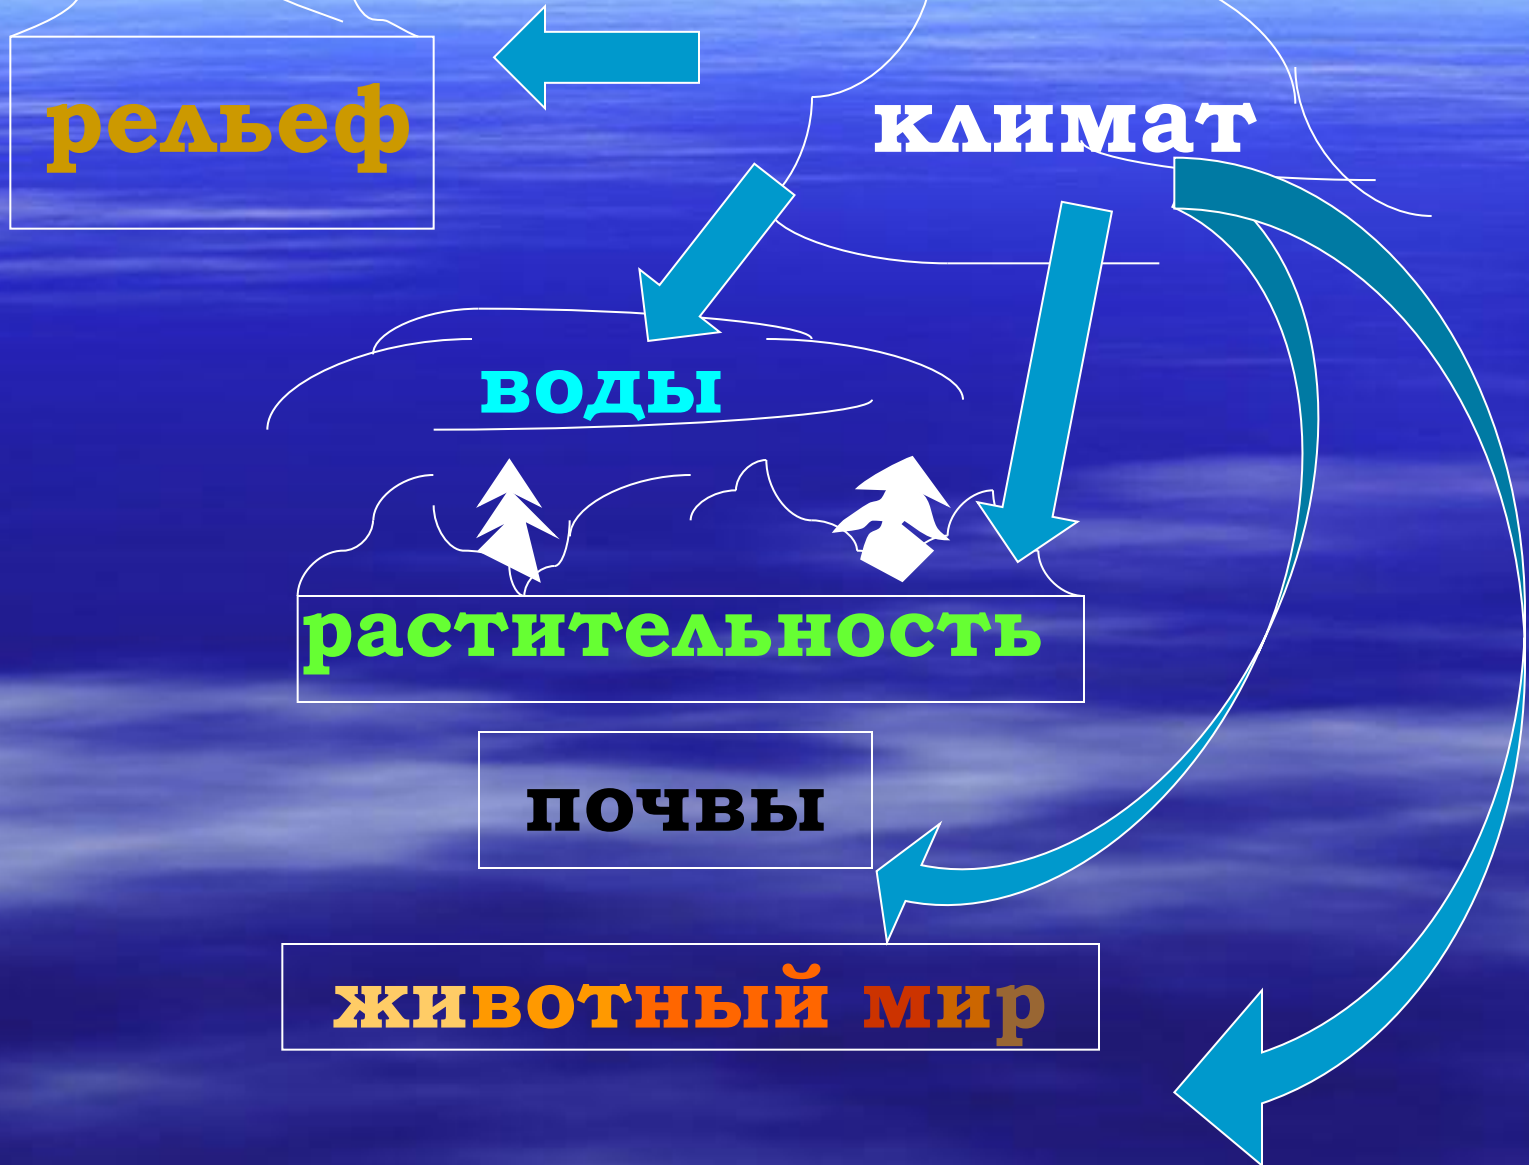 рельеф
климат
воды
растительность
почвы
животный мир